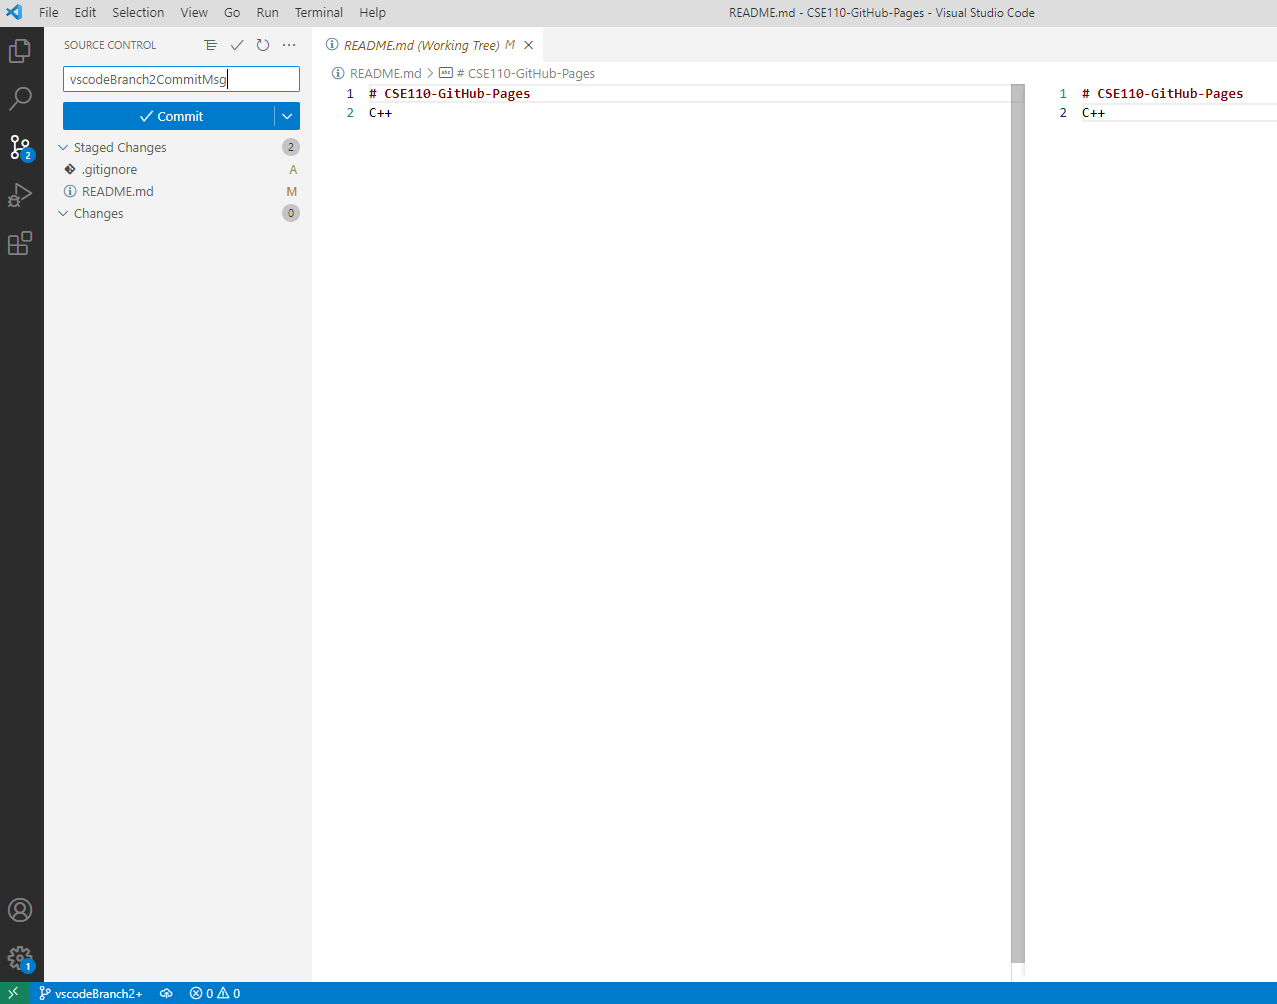 File Edit Selection View Go Run Terminal Help README.md - CSE110-GitHub-Pages - Visual Studio Code
SOURCE CONTROL
vscodeBranch2CommitMsg
Commit
Staged Changes 2
.gitignore A
README.md M
Changes 0
README.md (Working Tree) M
README.md > # CSE110-GitHub-Pages
1 # CSE110-GitHub-Pages
2 C++
1 # CSE110-GitHub-Pages
2 C++
2
1
vscodeBranch2+ 0 0